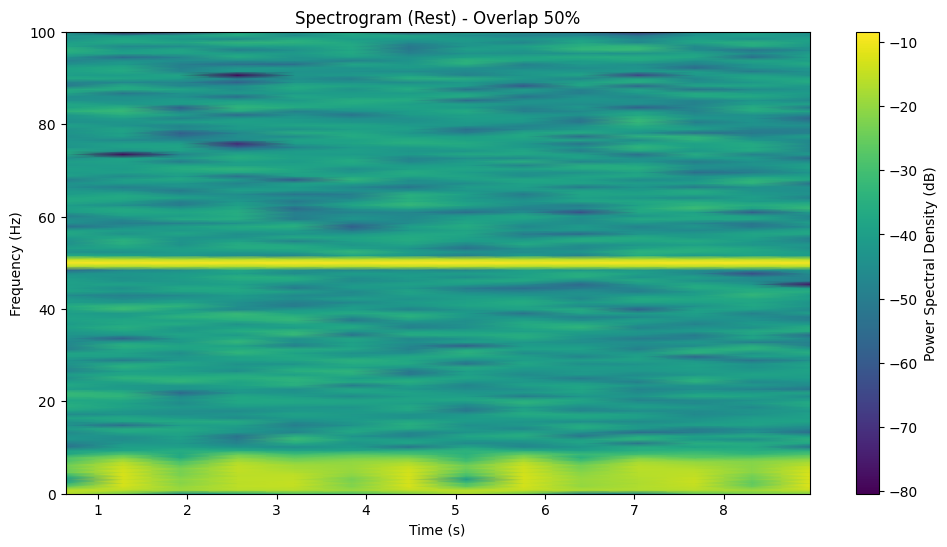 Spectrogram (Rest) - Overlap 50%
100
80
60
40
20
0
Frequency (Hz)
1 2 3 4 5 6 7 8
Time (s)
−10
−20
−30
−40
−50
−60
−70
−80
Power Spectral Density (dB)